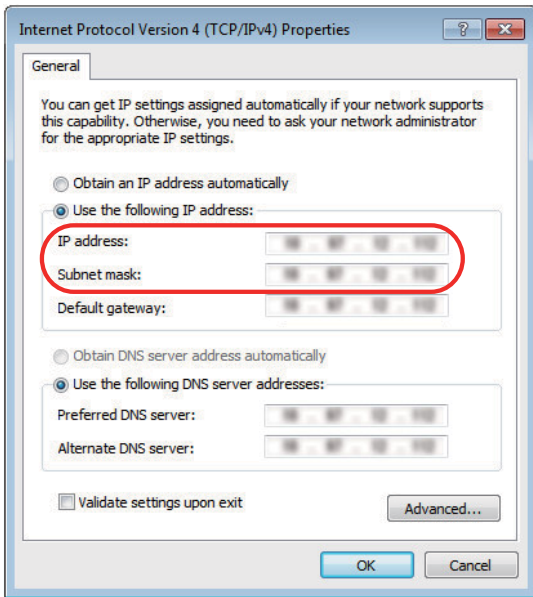 Internet Protocol Version 4 (TCP/IPv4) Properties
General
You can get IP settings assigned automatically if your network supports
this capability. Otherwise, you need to ask your network administrator
for the appropriate IP settings.
Obtain an IP address automatically
Use the following IP address:
IP address:
Subnet mask:
Default gateway:
Obtain DNS server address automatically
Use the following DNS server addresses:
Preferred DNS server:
Alternate DNS server:
Validate settings upon exit
Advanced...
OK Cancel